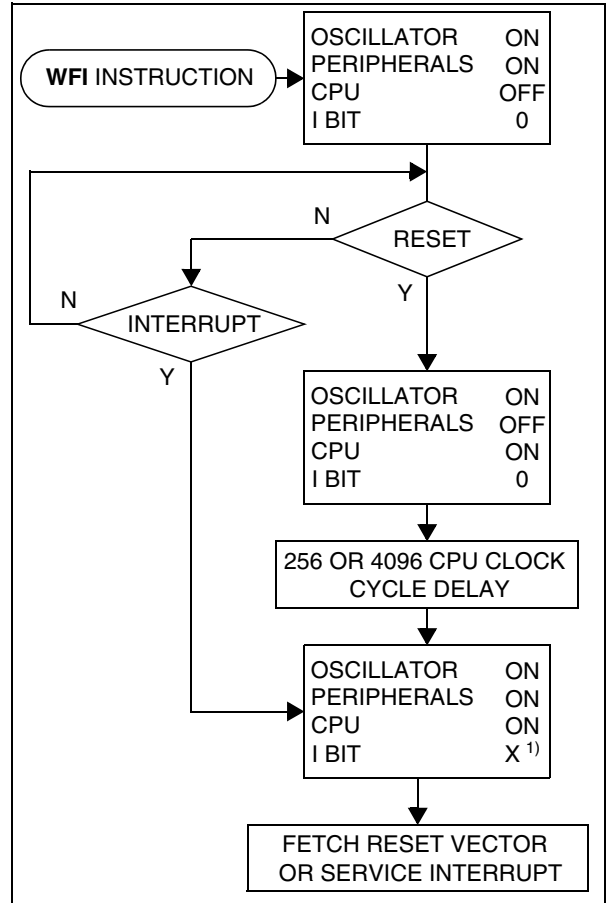 WFI INSTRUCTION
OSCILLATOR ON
PERIPHERALS ON
CPU OFF
I BIT 0
N
RESET
Y
N
INTERRUPT
Y
OSCILLATOR ON
PERIPHERALS OFF
CPU ON
I BIT 0
256 OR 4096 CPU CLOCK
CYCLE DELAY
OSCILLATOR ON
PERIPHERALS ON
CPU ON
I BIT X 1)
FETCH RESET VECTOR
OR SERVICE INTERRUPT